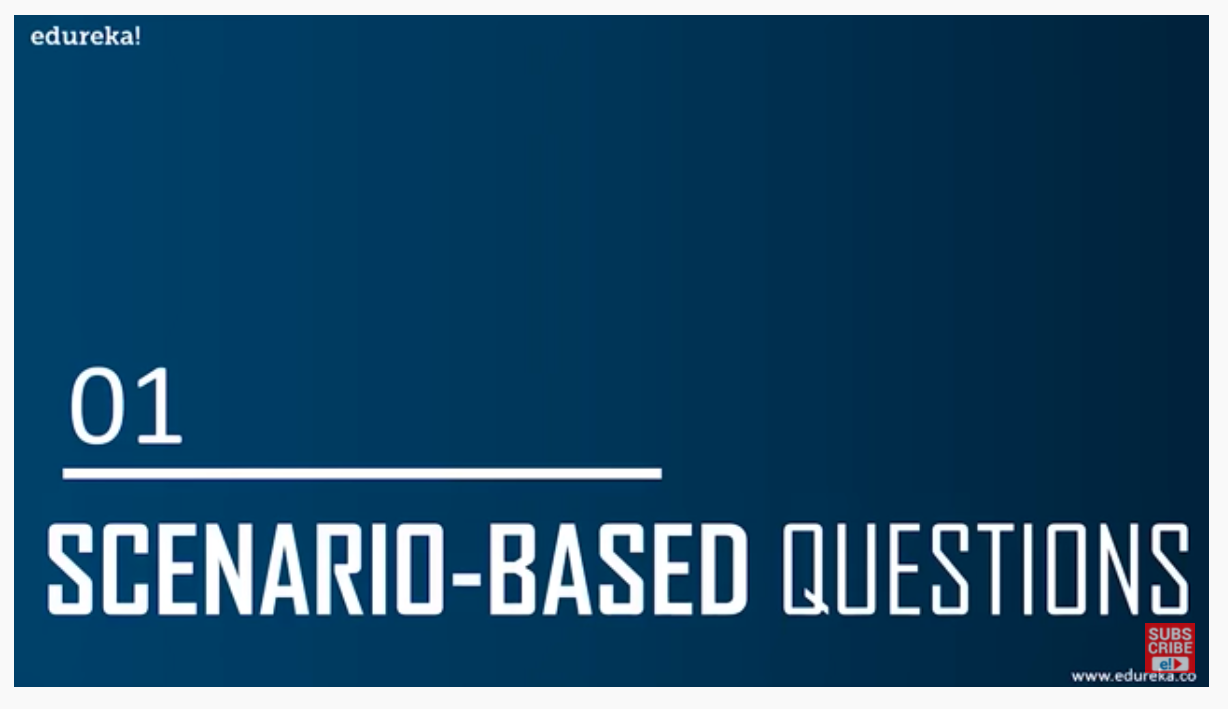 edureka!
01
SCENARIO-BASED QUESTIONS
SUBS
CRIBE
e!
www.edureka.co